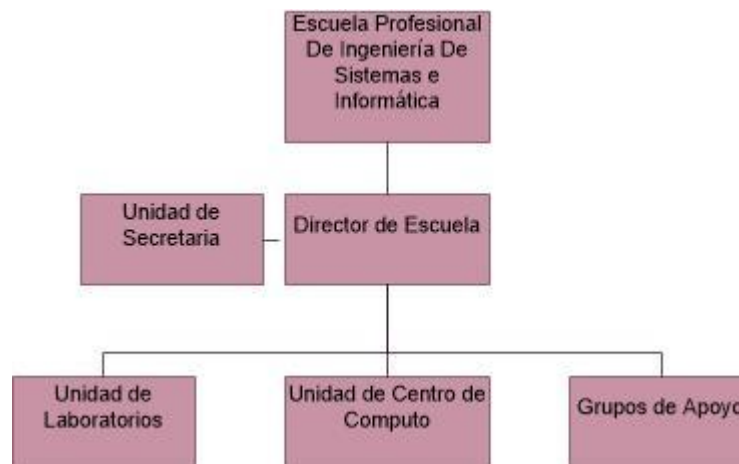 Escuela Profesional
De Ingeniería De
Sistemas e
Informática
Unidad de
Secretaria
Director de Escuela
Unidad de
Laboratorios
Unidad de Centro de
Computo
Grupos de Apoyo